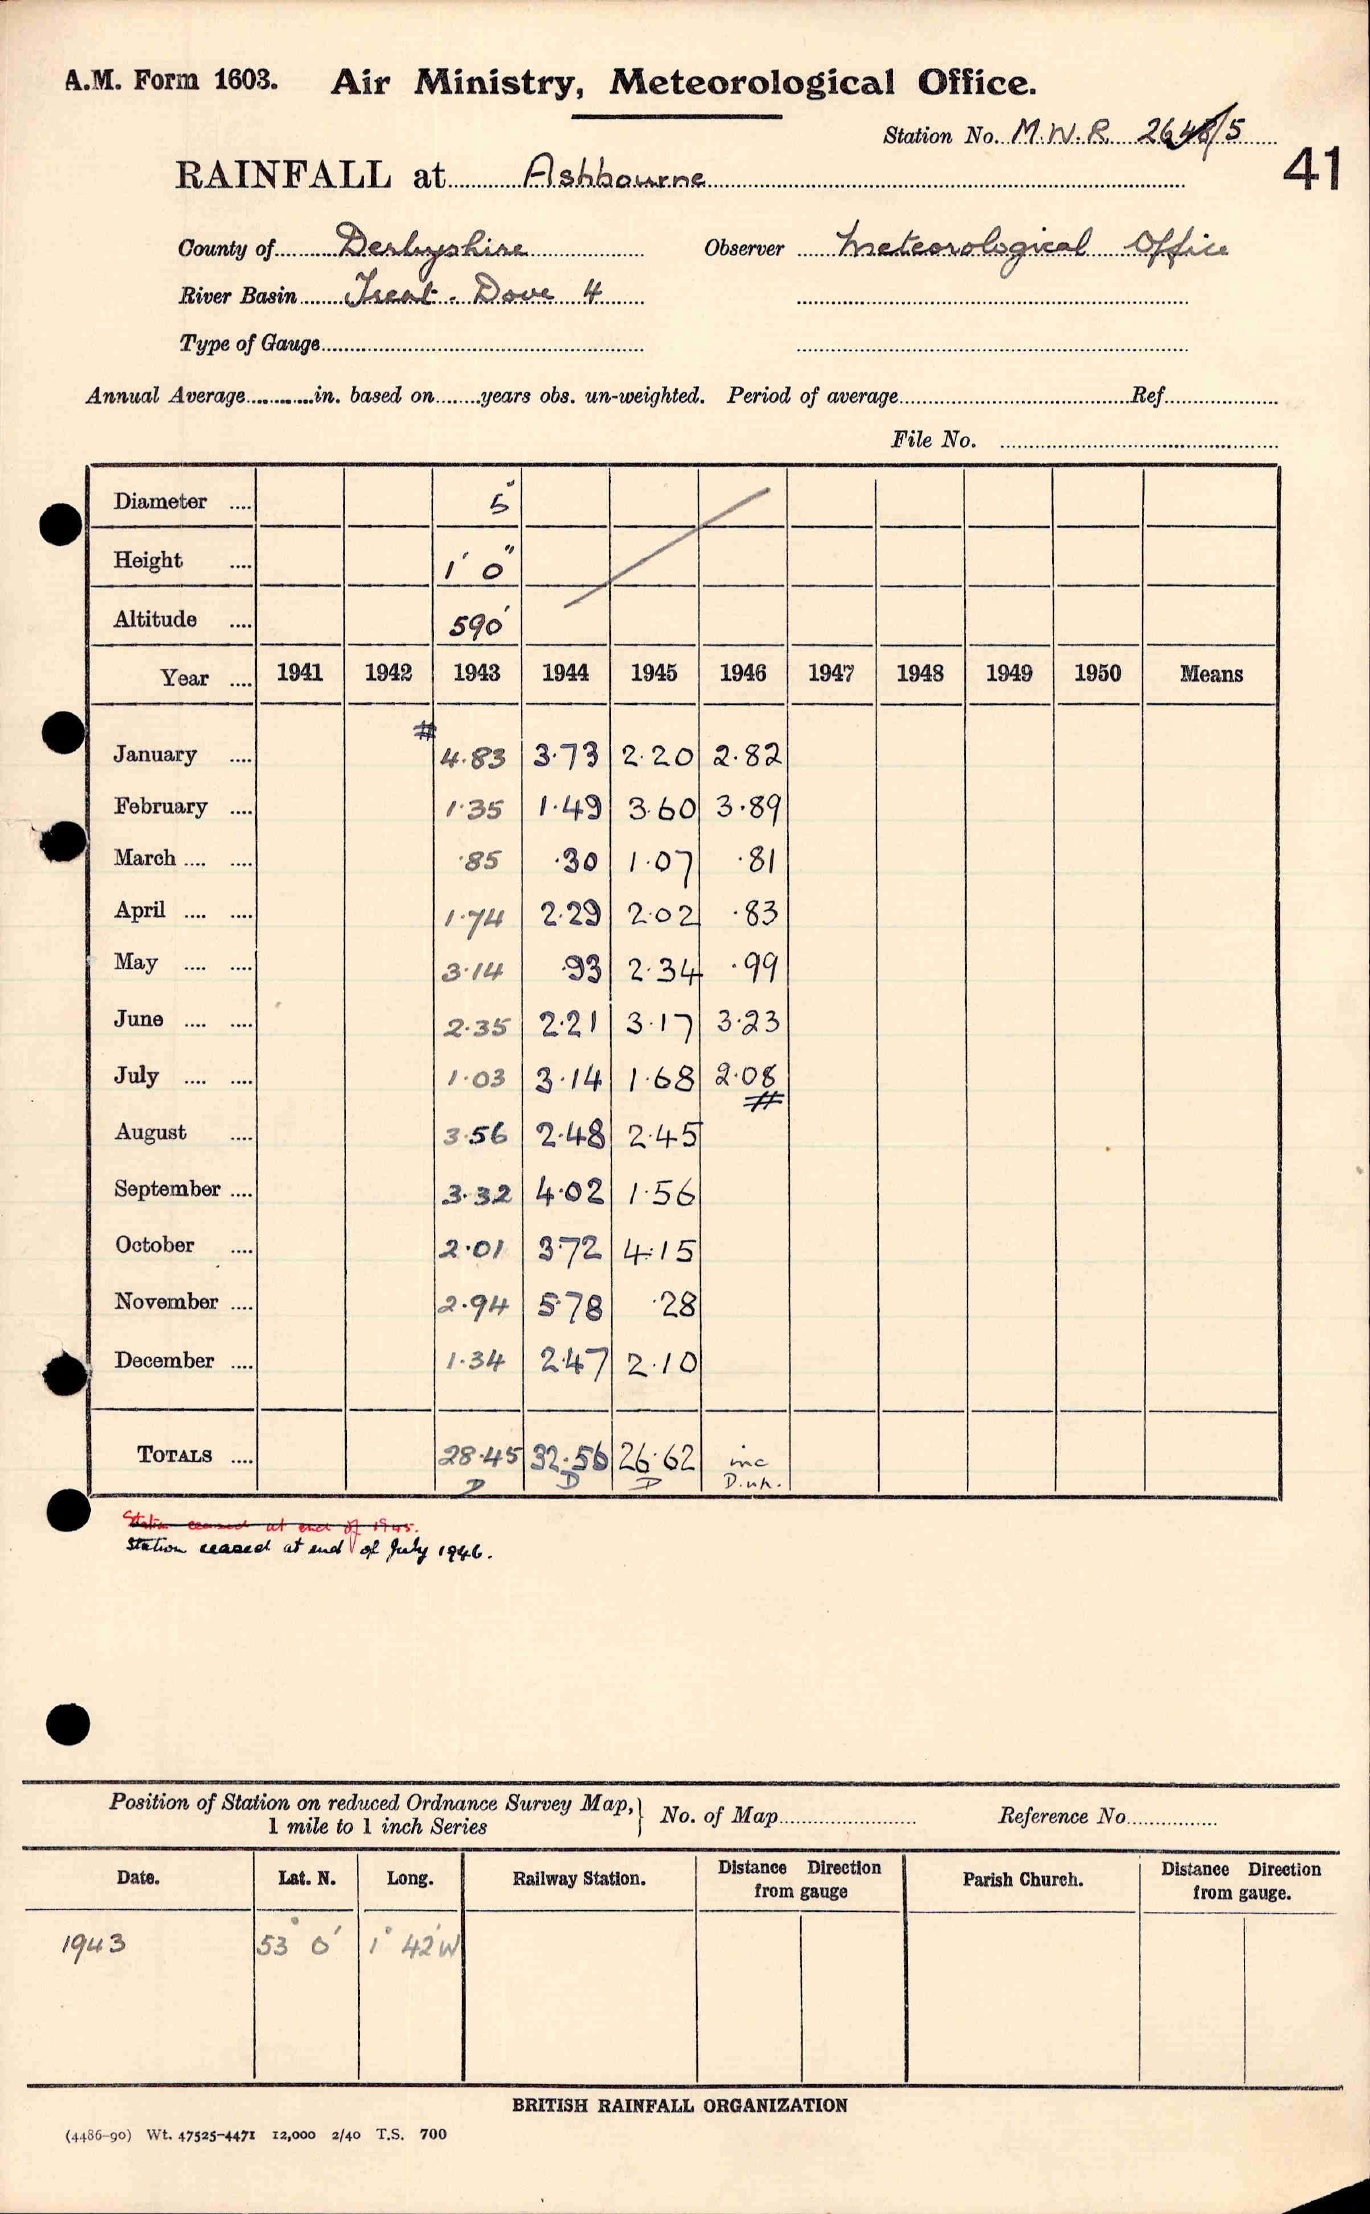 A.M. Form 1603. Air Ministry, Meteorological Office.
Station No. M.W.R. 2648/5
41
RAINFALL at Ashbourne
County of Derbyshire Observer Meteorological Office
River Basin Trent. Dove 4
Type of Gauge
Annual Average in. based on years obs. un-weighted. Period of average Ref
File No.
Diameter 5"
Height 1' 0"
Altitude 590'
Year 1941 1942 1943 1944 1945 1946 1947 1948 1949 1950 Means
January # 4.83 3.73 2.20 2.82
February 1.35 1.49 3.60 3.89
March .85 .30 1.07 .81
April 1.74 2.29 2.02 .83
May 3.14 .93 2.34 .99
June 2.35 2.21 3.17 3.23
July 1.03 3.14 1.68 2.08
#
August 3.56 2.48 2.45
September 3.32 4.02 1.56
October 2.01 3.72 4.15
November 2.94 5.78 .28
December 1.34 2.47 2.10
TOTALS 28.45 32.56 26.62 inc
D D D D.u.n.
Station ceased at end of 1945.
Station ceased at end of July 1946.
Position of Station on reduced Ordnance Survey Map, } No. of Map Reference No
1 mile to 1 inch Series
Date. Lat. N. Long. Railway Station. Distance Direction from gauge Parish Church. Distance Direction from gauge.
1943 53° 0' 1° 42'W
BRITISH RAINFALL ORGANIZATION
(4486-90) Wt. 47525-4471 12,000 2/40 T.S. 700